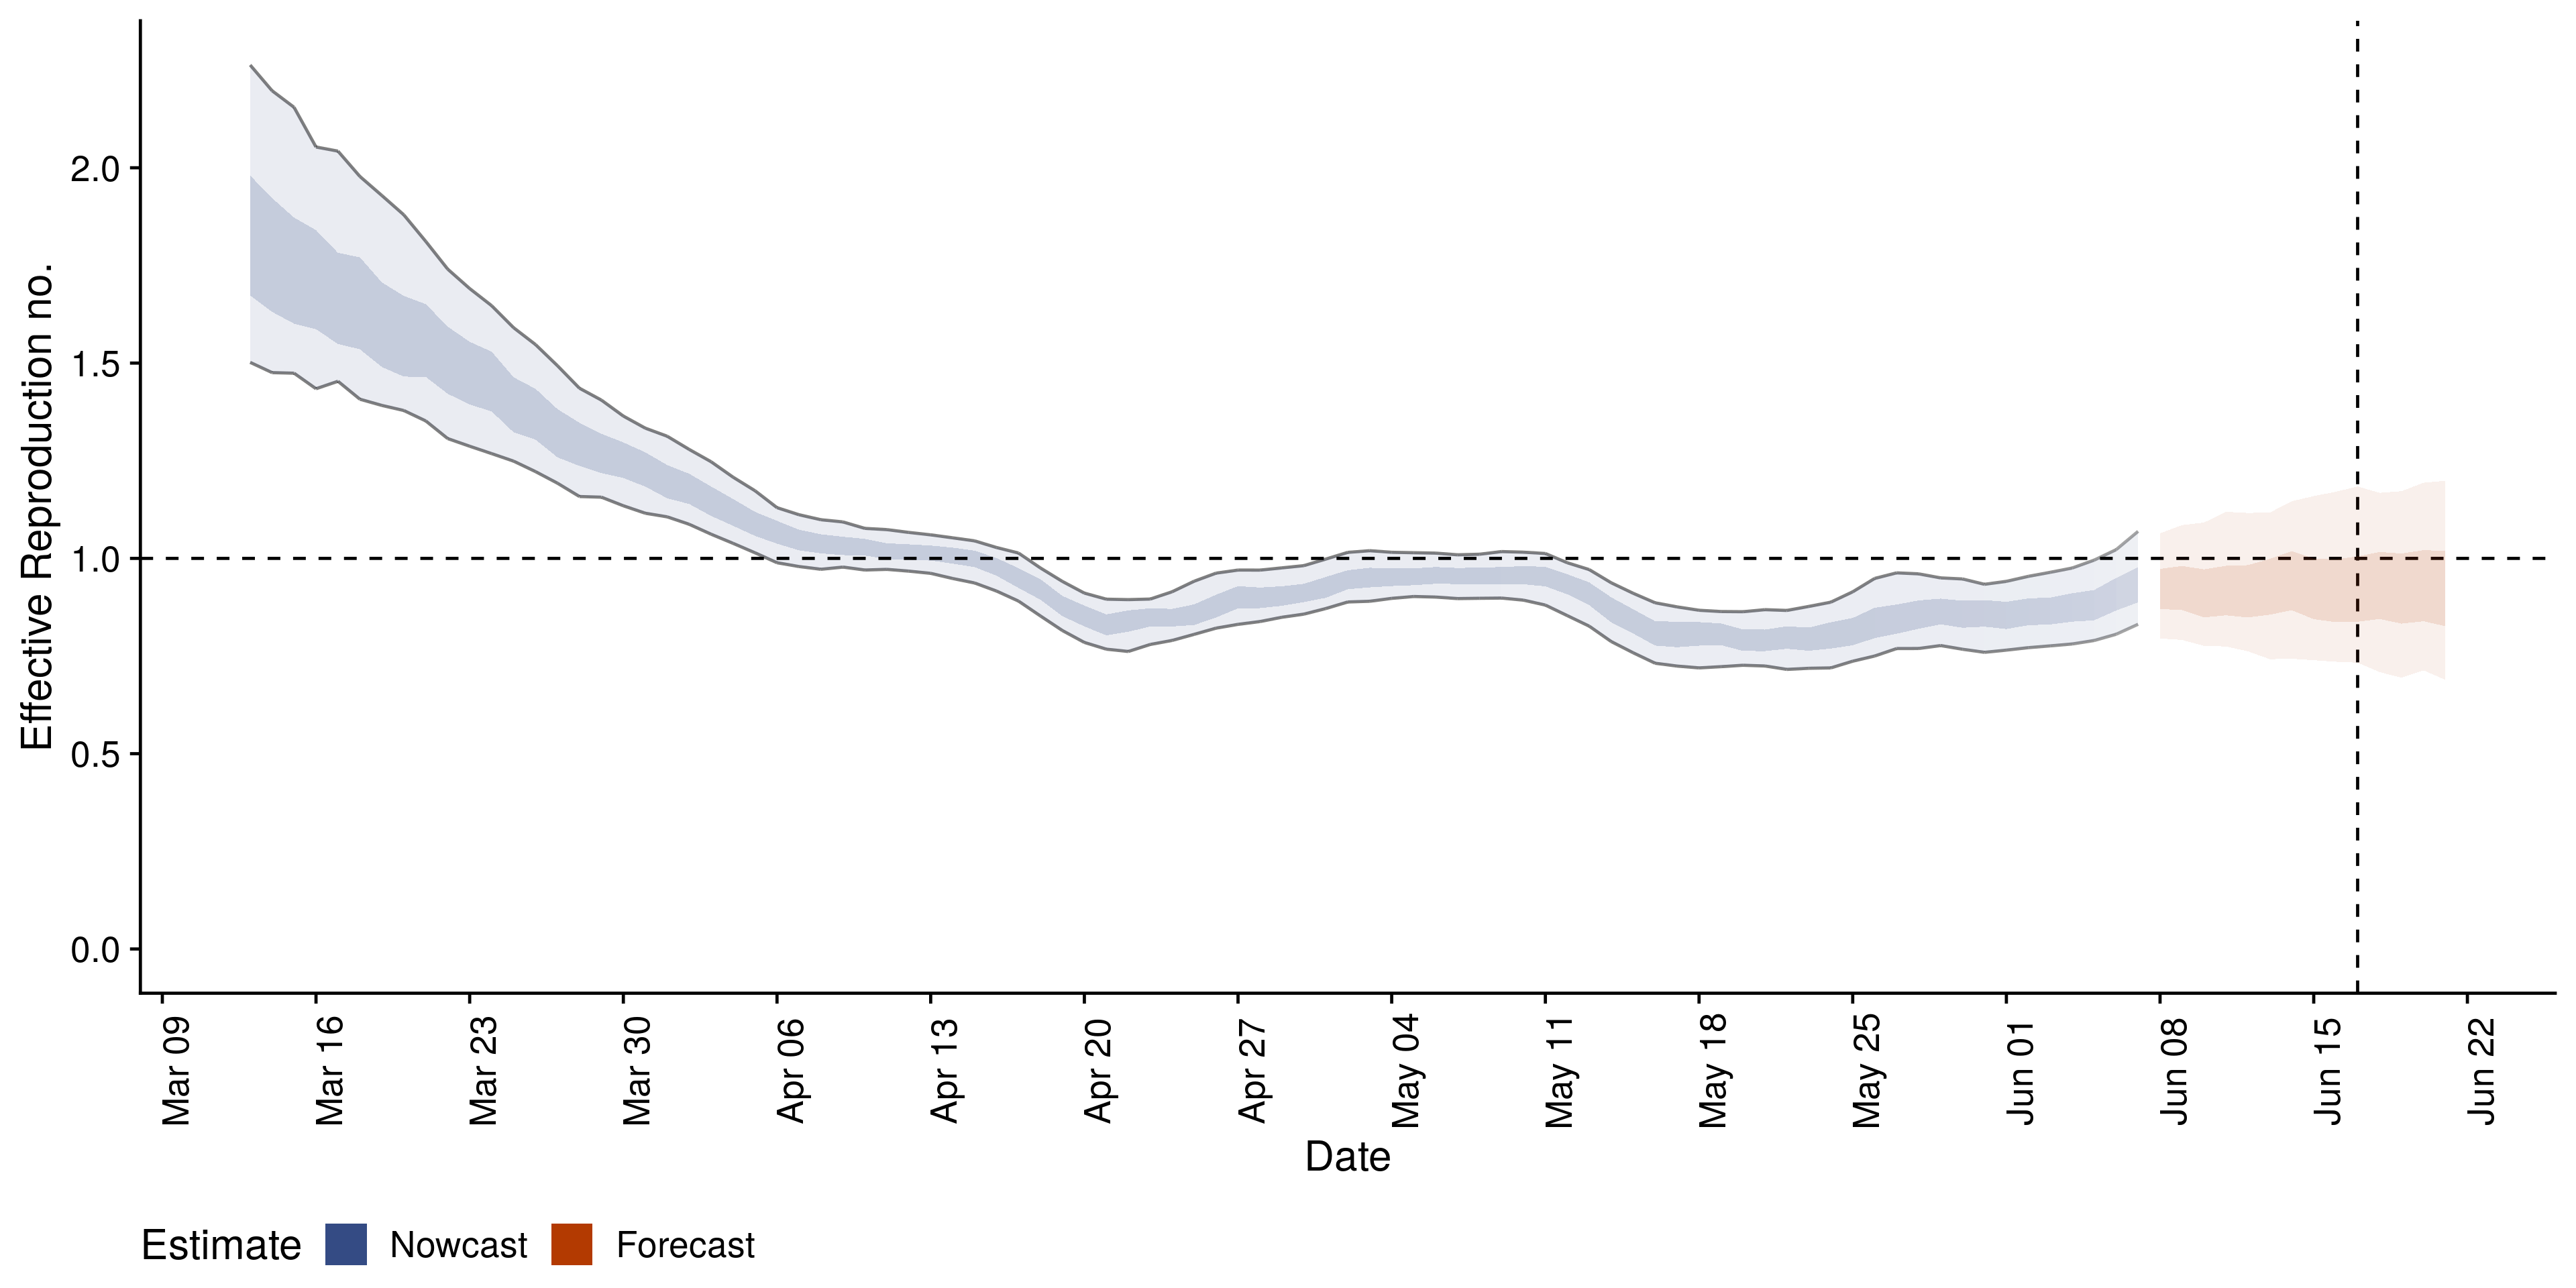 Effective Reproduction no.
2.0
1.5
1.0
0.5
0.0
Mar 09
Mar 16
Mar 23
Mar 30
Apr 06
Apr 13
Apr 20
Apr 27
May 04
May 11
May 18
May 25
Jun 01
Jun 08
Jun 15
Jun 22
Date
Estimate Nowcast Forecast